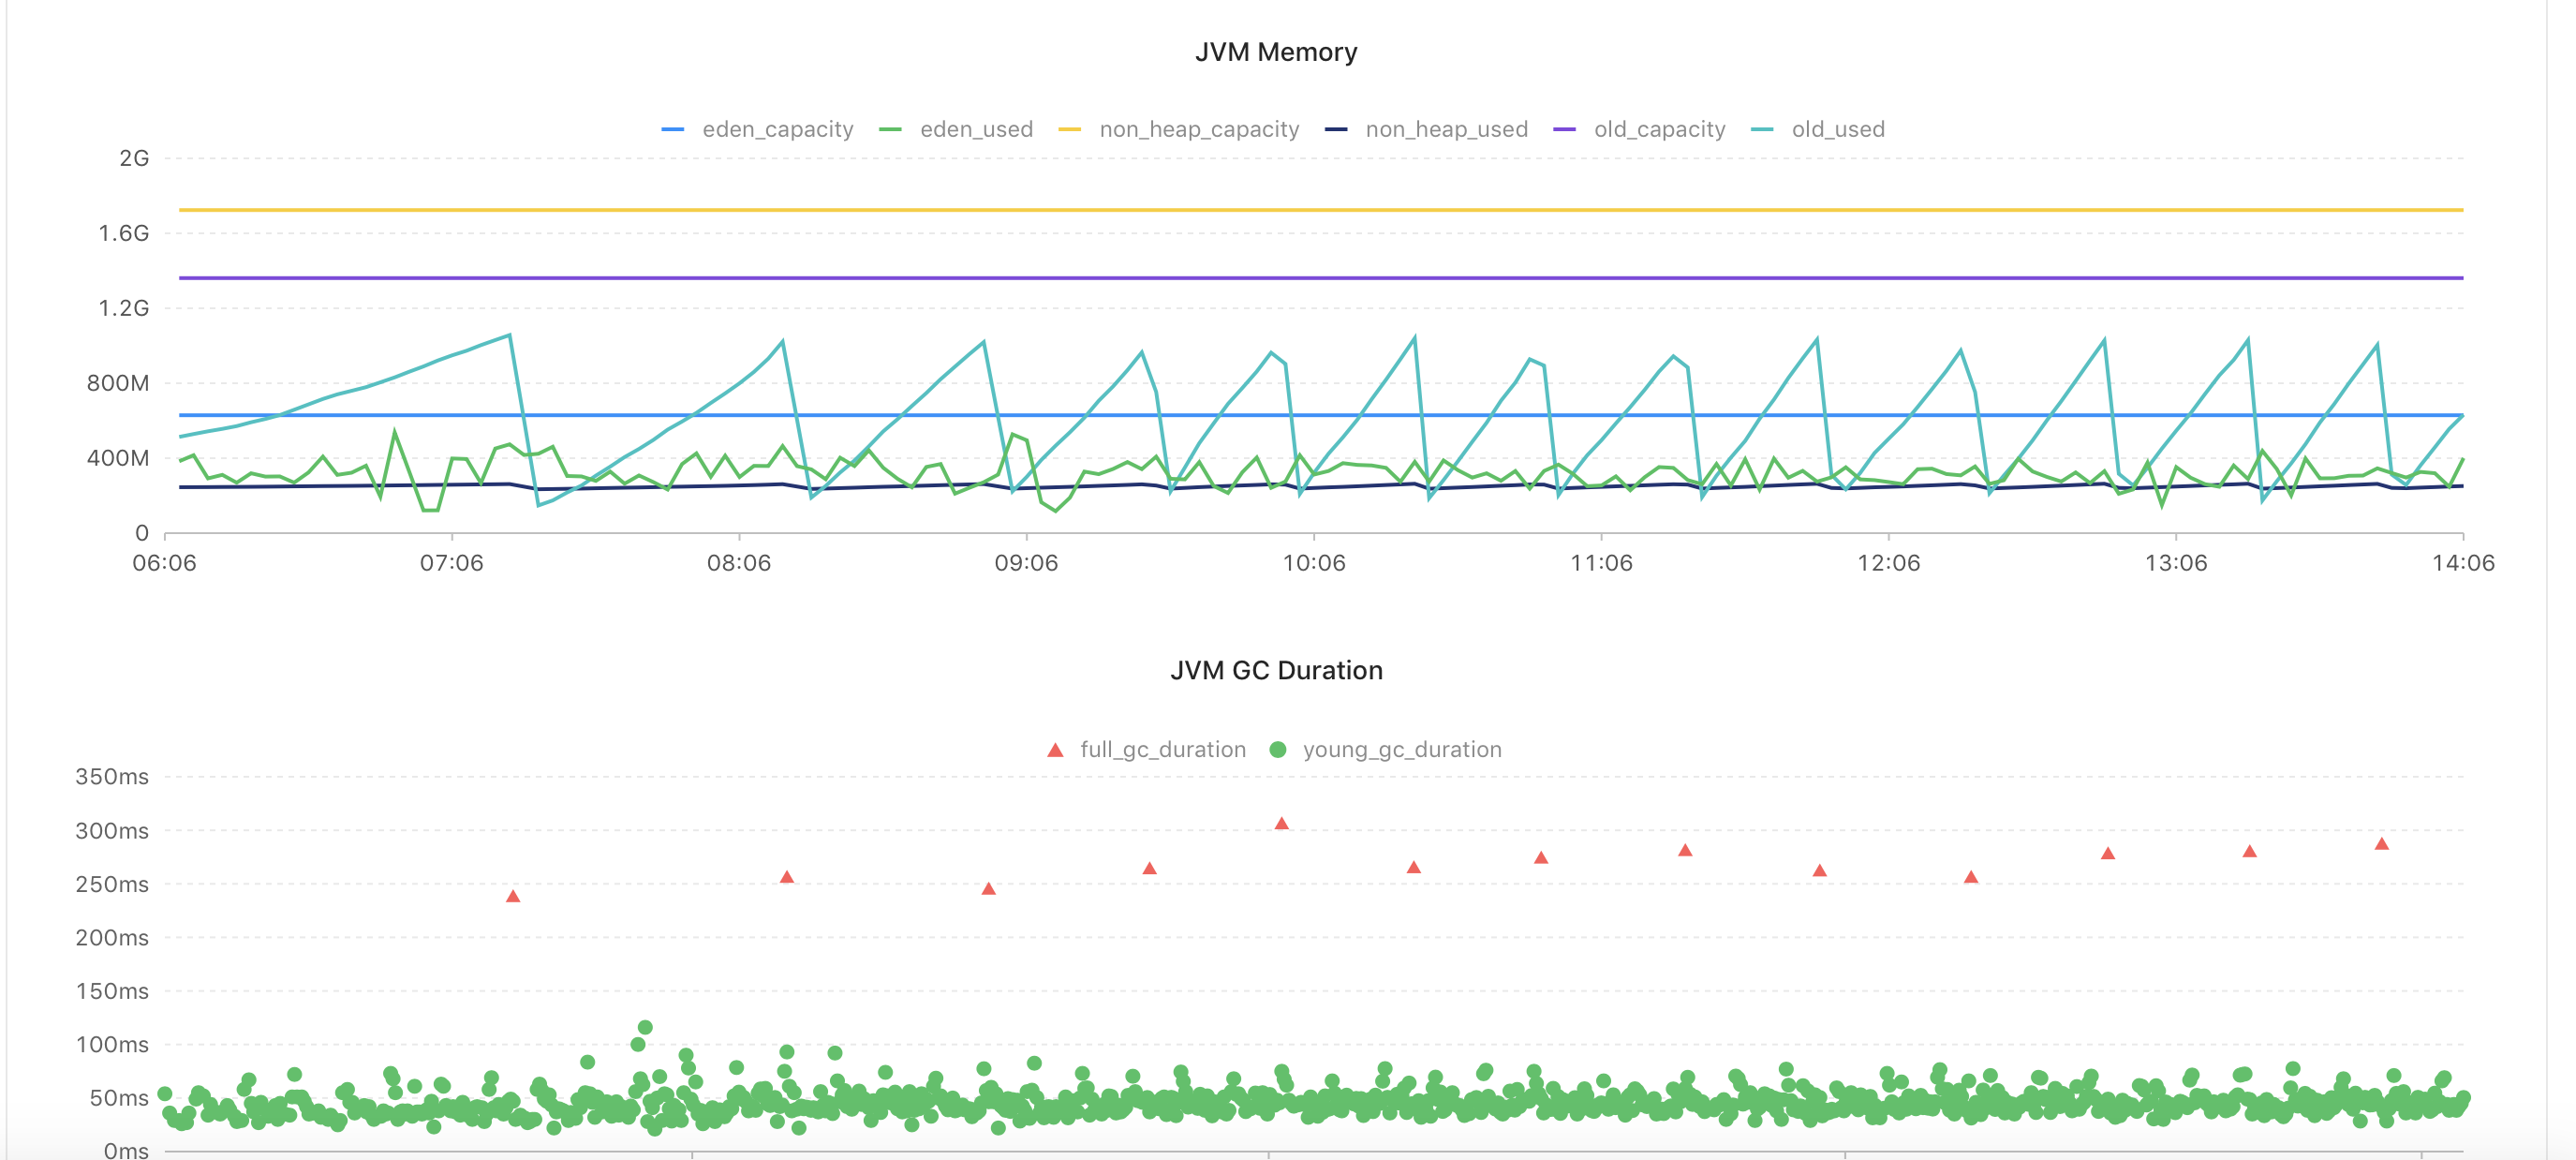 JVM Memory
eden_capacity eden_used non_heap_capacity non_heap_used old_capacity old_used
2G
1.6G
1.2G
800M
400M
0
06:06 07:06 08:06 09:06 10:06 11:06 12:06 13:06 14:06
JVM GC Duration
full_gc_duration young_gc_duration
350ms
300ms
250ms
200ms
150ms
100ms
50ms
0ms